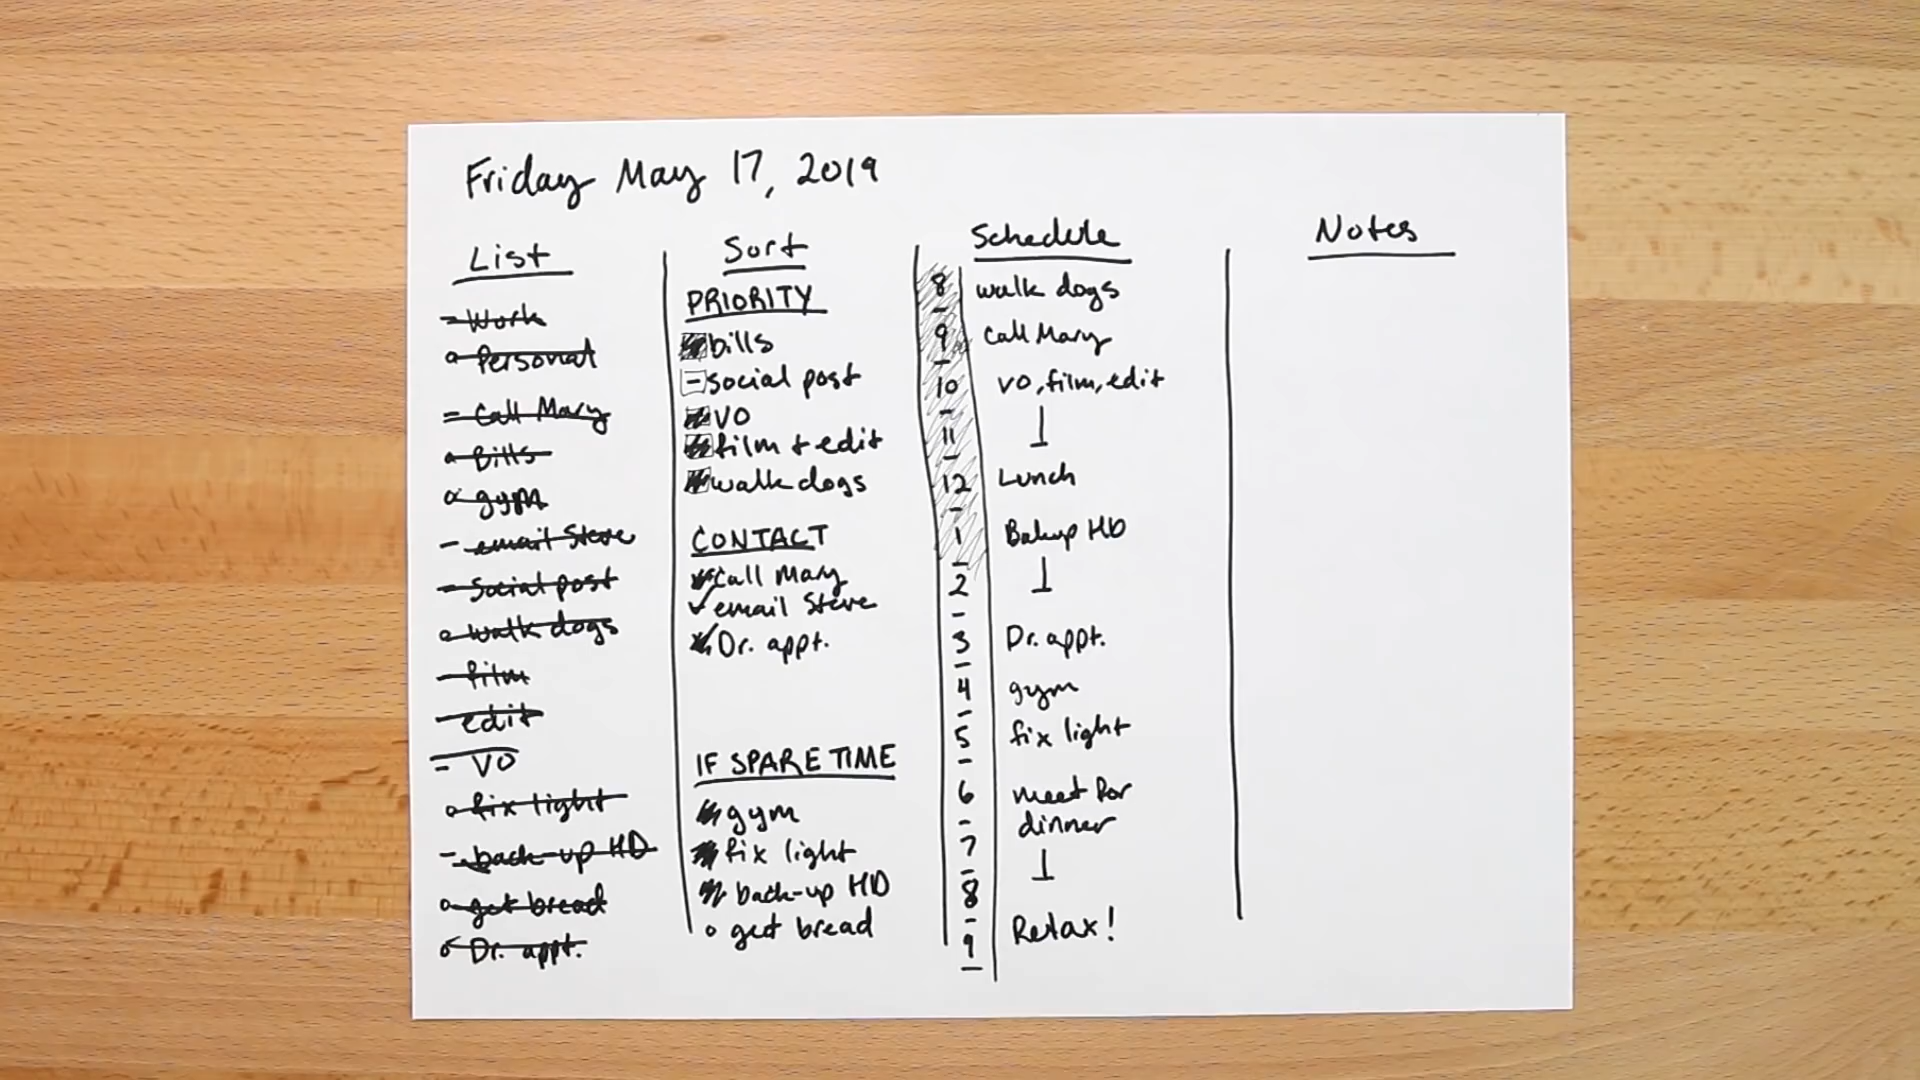 Friday May 17, 2019
List
= Work
o Personal
= Call Mary
o Bills
o gym
- email Steve
- Social post
o walk dogs
- film
- edit
- VO
o fix light
- back-up HD
o get bread
o Dr. appt.
Sort
PRIORITY
bills
social post
VO
film + edit
walk dogs
CONTACT
Call Mary
email Steve
Dr. appt.
IF SPARE TIME
gym
fix light
back-up HD
o get bread
Schedule
8 walk dogs
9 Call Mary
10 VO, film, edit
11
12 Lunch
1 Bakup HD
2
3 Dr. appt.
4 gym
5 fix light
6 meet for
dinner
7
8
9 Relax!
Notes